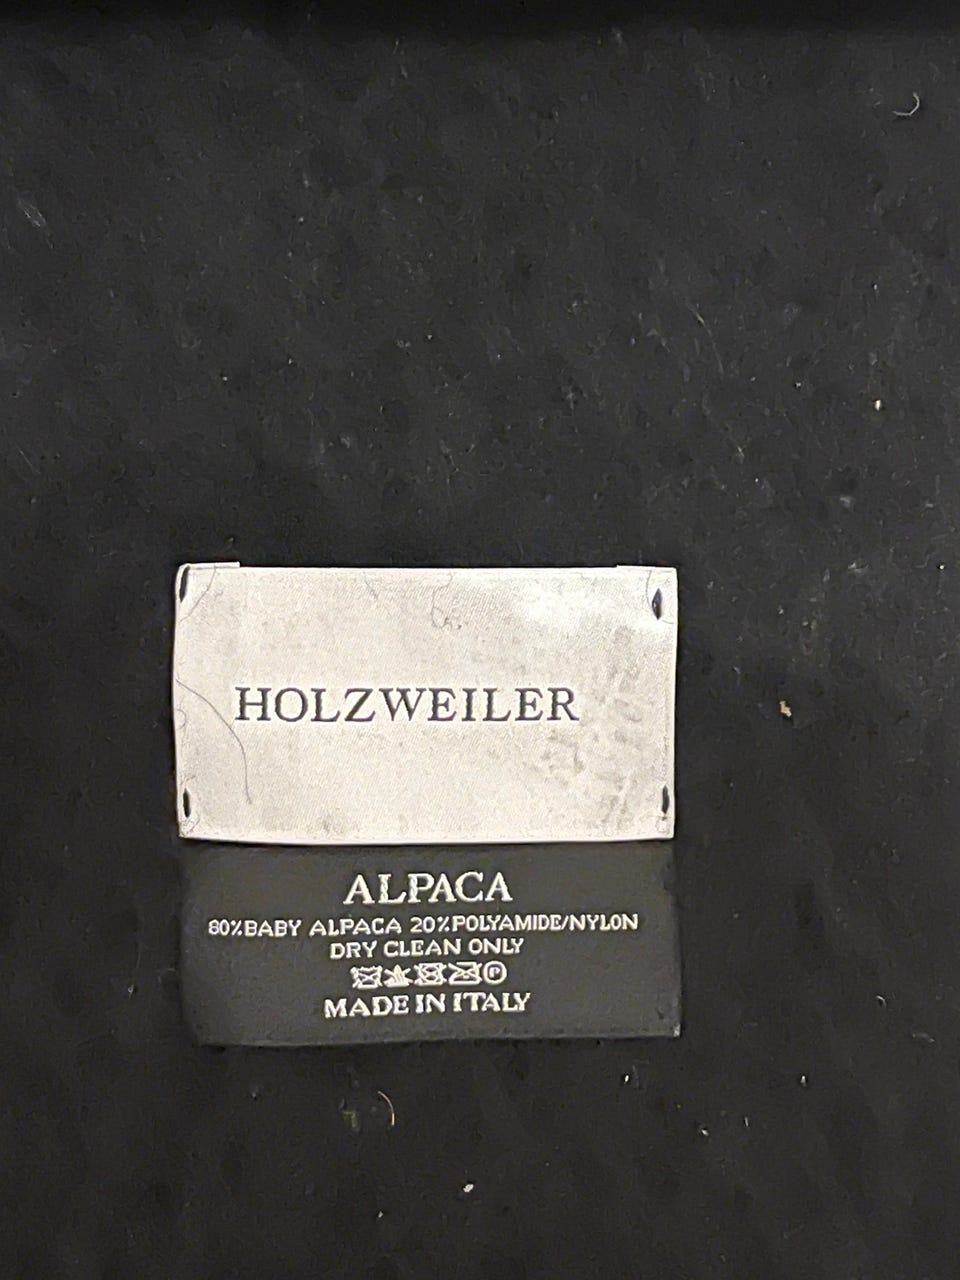 HOLZWEILER
ALPACA
80%BABY ALPACA 20%POLYAMIDE/NYLON
DRY CLEAN ONLY
P
MADE IN ITALY